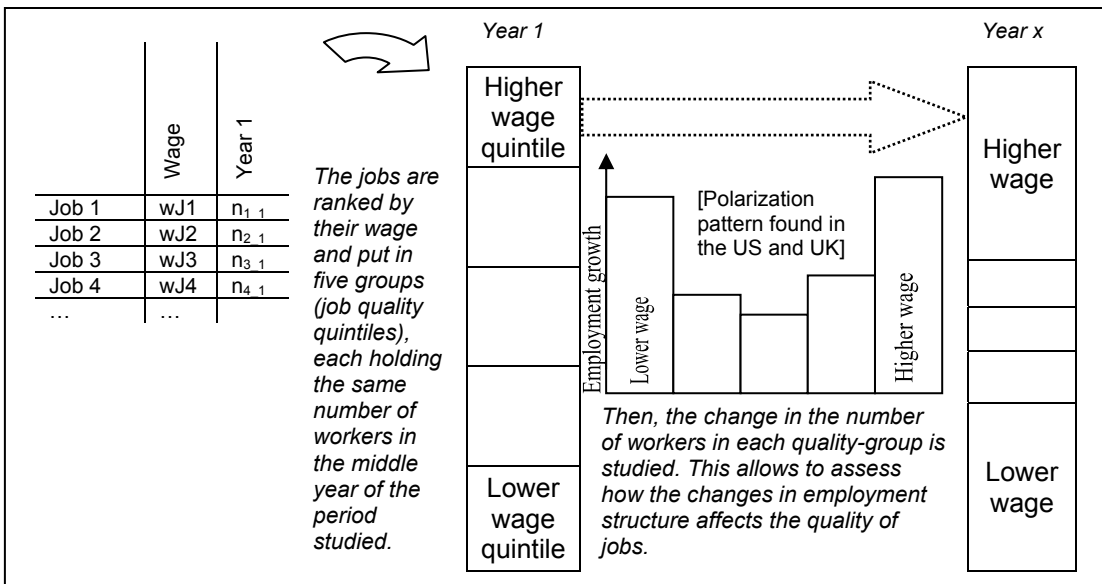 Year 1
Year x
Wage
Year 1
Job 1 wJ1 n1_1
Job 2 wJ2 n2_1
Job 3 wJ3 n3_1
Job 4 wJ4 n4_1
… …
The jobs are
ranked by
their wage
and put in
five groups
(job quality
quintiles),
each holding
the same
number of
workers in
the middle
year of the
period
studied.
Higher
wage
quintile
Lower
wage
quintile
Employment growth
Lower wage
[Polarization
pattern found in
the US and UK]
Higher wage
Then, the change in the number
of workers in each quality-group is
studied. This allows to assess
how the changes in employment
structure affects the quality of
jobs.
Higher
wage
Lower
wage